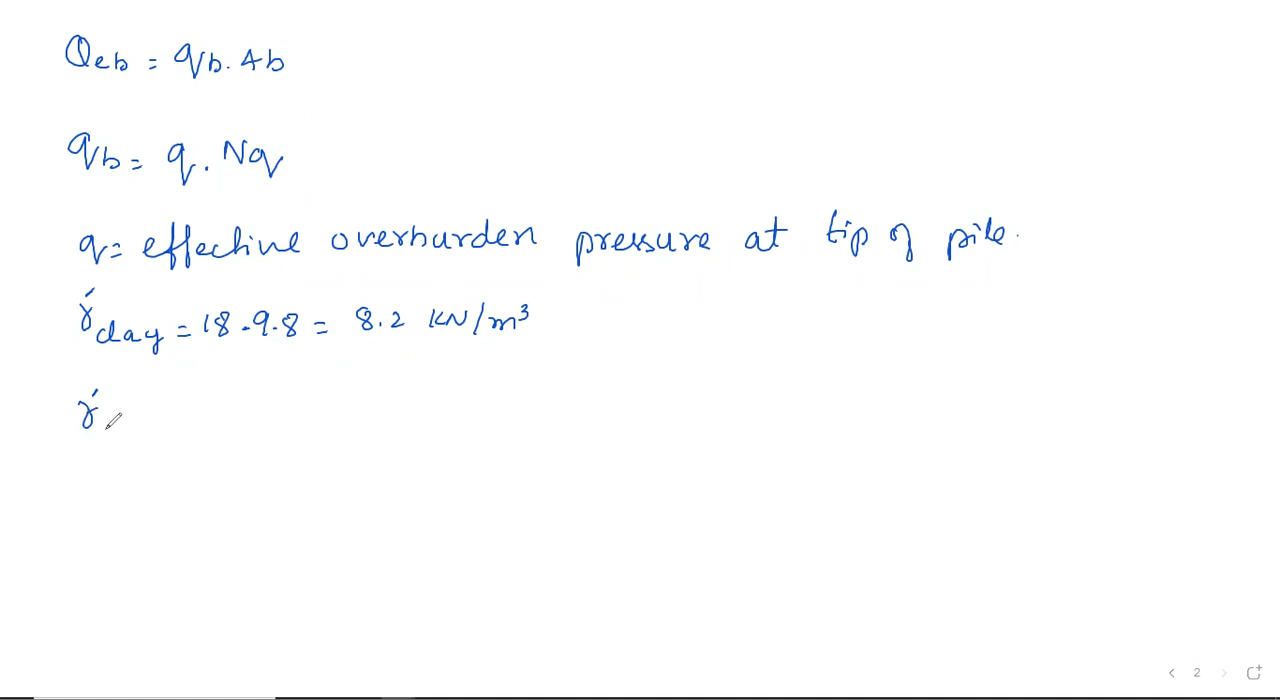 Qeb = qb. Ab
qb = q. Nq
q = effective overburden pressure at tip of pile.
γ́clay = 18 - 9.8 = 8.2 KN/m³
γ́
2